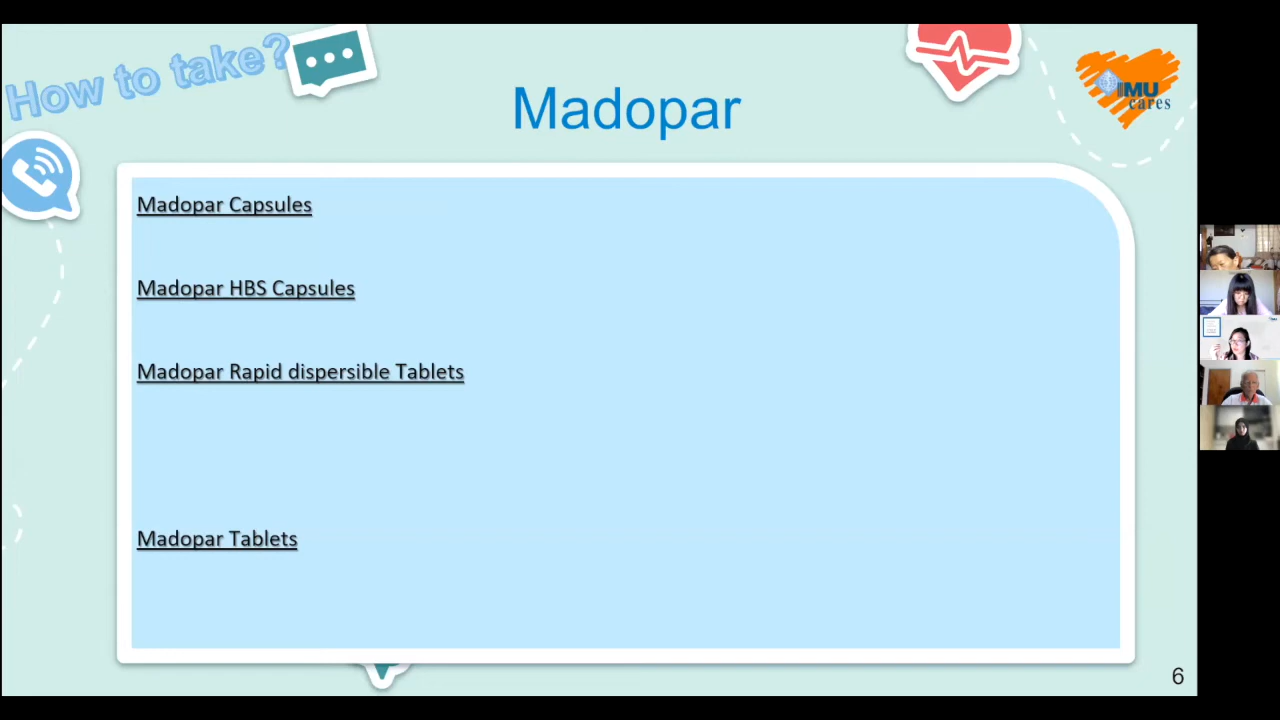 How to take?
Madopar
IMU
cares
Madopar Capsules
Madopar HBS Capsules
Madopar Rapid dispersible Tablets
Madopar Tablets
6